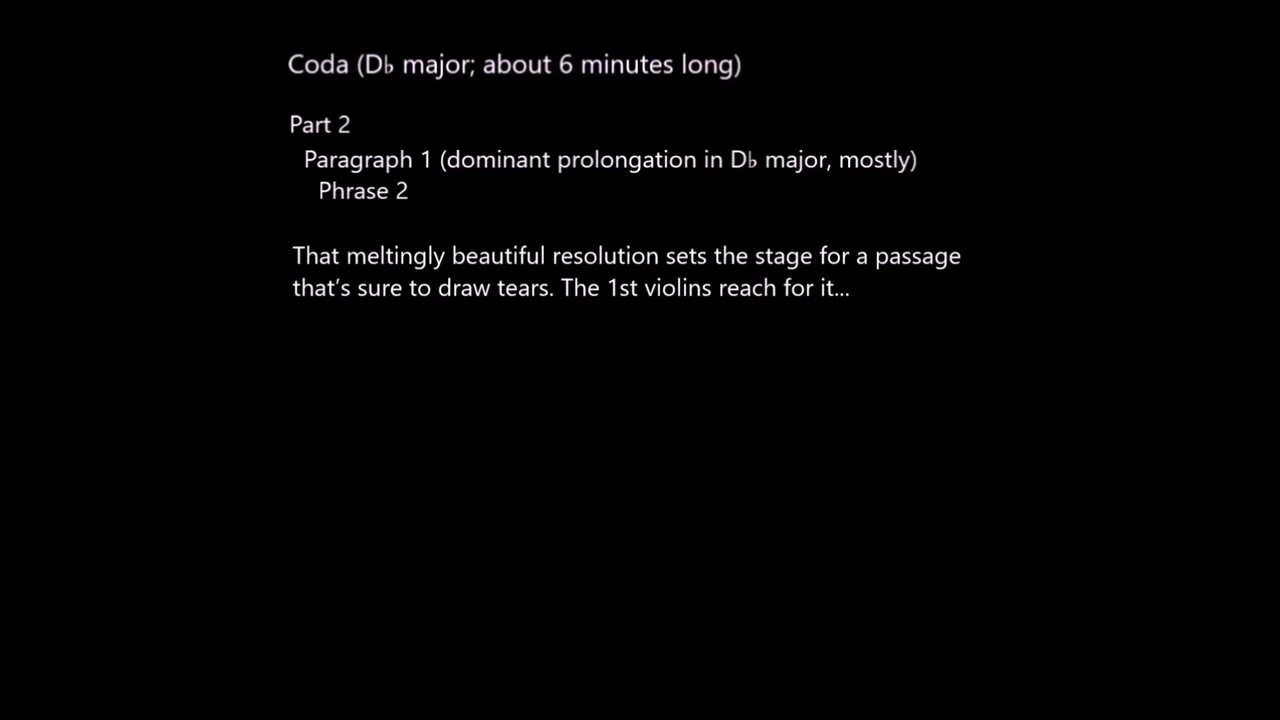 Coda (D♭ major; about 6 minutes long)
Part 2
Paragraph 1 (dominant prolongation in D♭ major, mostly)
Phrase 2
That meltingly beautiful resolution sets the stage for a passage
that's sure to draw tears. The 1st violins reach for it...